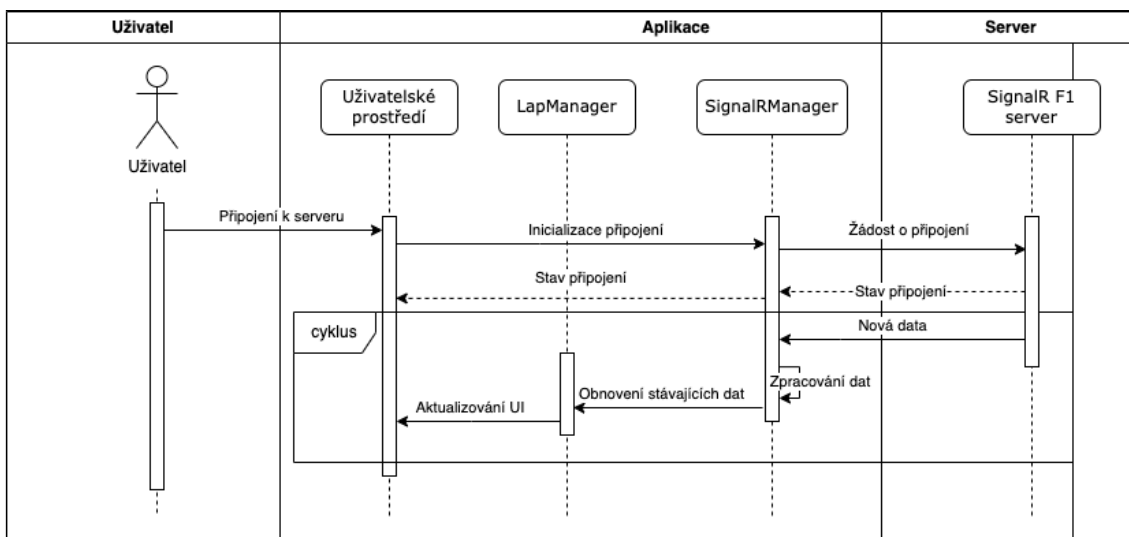 Uživatel
Aplikace
Server
Uživatelské
prostředí
LapManager
SignalRManager
SignalR F1
server
Uživatel
Připojení k serveru
Inicializace připojení
Žádost o připojení
Stav připojení
Stav připojení
cyklus
Nová data
Zpracování dat
Obnovení stávajících dat
Aktualizování UI